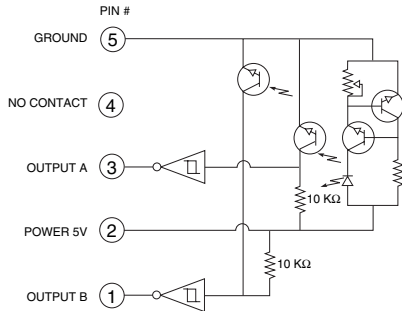 PIN #
GROUND 5
NO CONTACT 4
OUTPUT A 3
10 KΩ
POWER 5V 2
10 KΩ
OUTPUT B 1